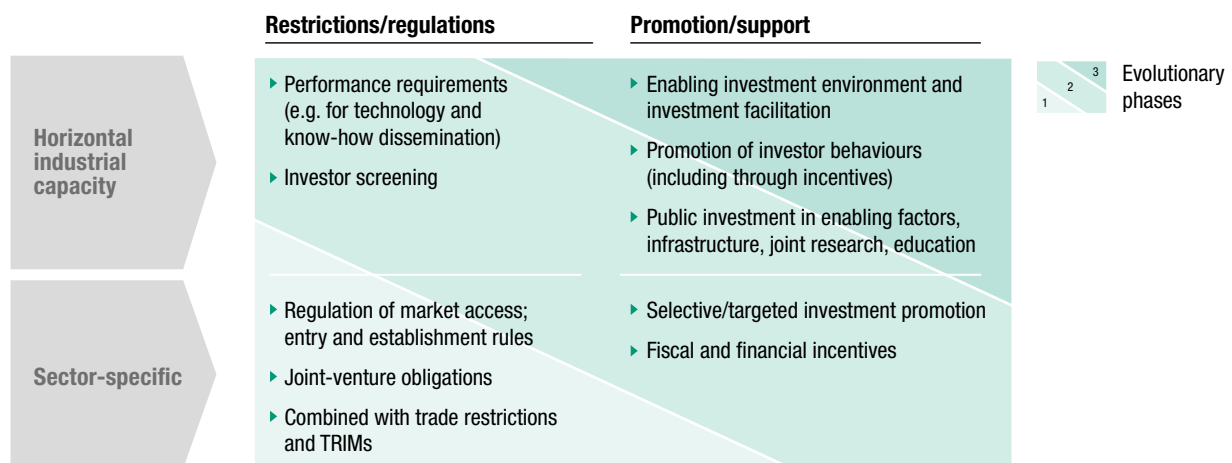 Restrictions/regulations
Promotion/support
Horizontal
industrial
capacity
Performance requirements
(e.g. for technology and
know-how dissemination)
Investor screening
Enabling investment environment and
investment facilitation
Promotion of investor behaviours
(including through incentives)
Public investment in enabling factors,
infrastructure, joint research, education
Sector-specific
Regulation of market access;
entry and establishment rules
Joint-venture obligations
Combined with trade restrictions
and TRIMs
Selective/targeted investment promotion
Fiscal and financial incentives
1
2
3
Evolutionary
phases